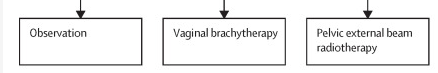 Observation
Vaginal brachytherapy
Pelvic external beam
radiotherapy